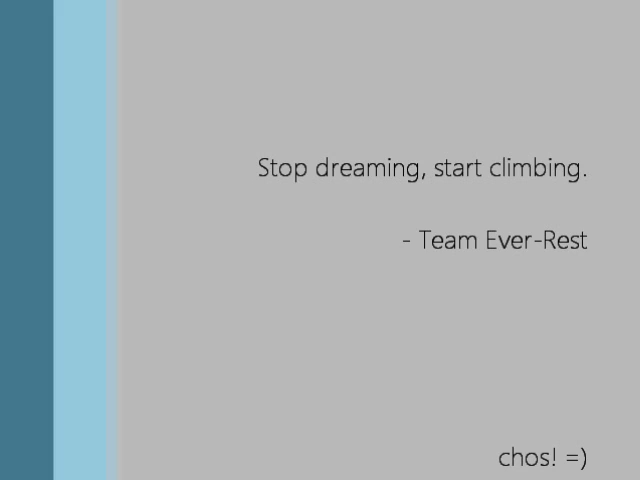 Stop dreaming, start climbing.
- Team Ever-Rest
chos! =)